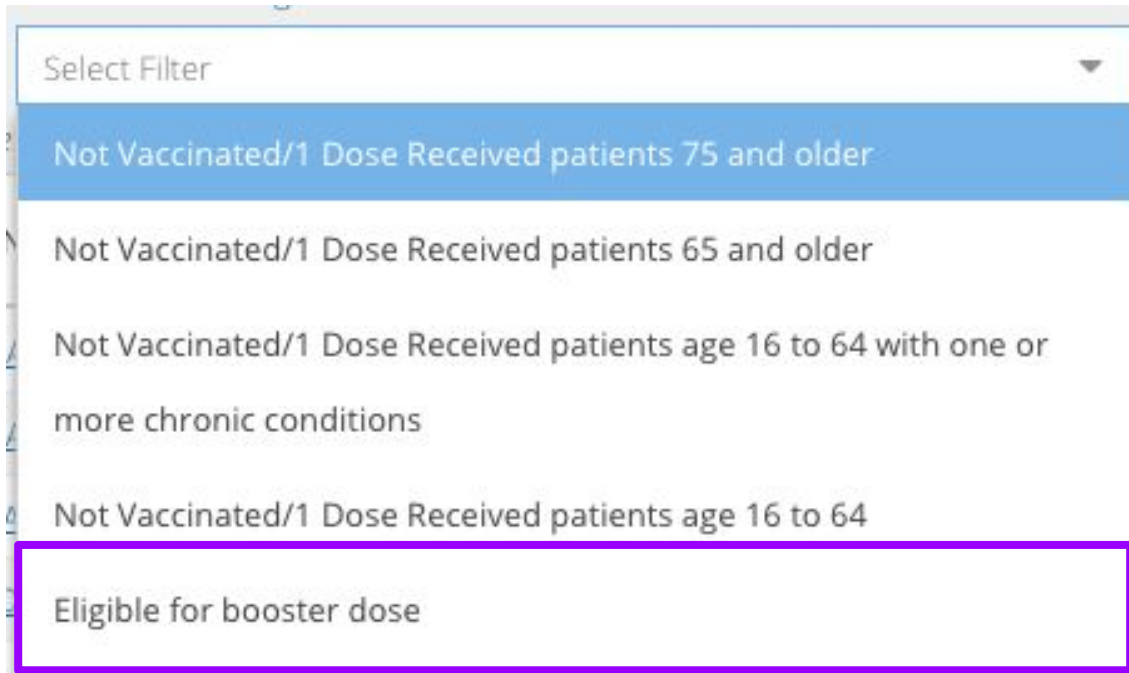 Select Filter
Not Vaccinated/1 Dose Received patients 75 and older
Not Vaccinated/1 Dose Received patients 65 and older
Not Vaccinated/1 Dose Received patients age 16 to 64 with one or
more chronic conditions
Not Vaccinated/1 Dose Received patients age 16 to 64
Eligible for booster dose